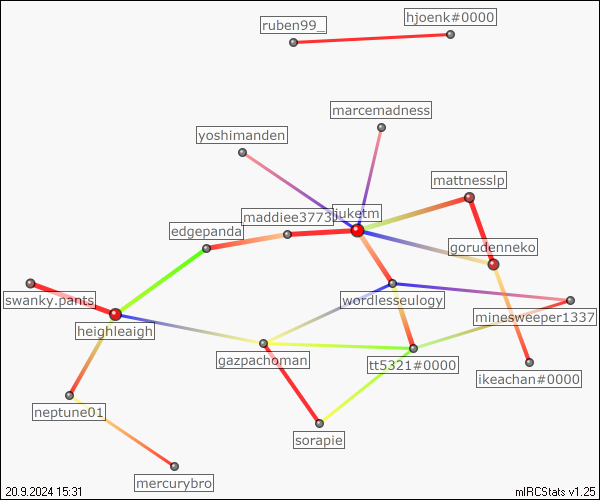 hjoenk#0000
ruben99_
marcemadness
yoshimanden
mattnesslp
juketm
maddiee3773
edgepanda
gorudenneko
swanky.pants
wordlesseulogy
minesweeper1337
heighleaigh
gazpachoman
tt5321#0000
ikeachan#0000
neptune01
sorapie
mercurybro
20.9.2024 15:31
mIRCStats v1.25